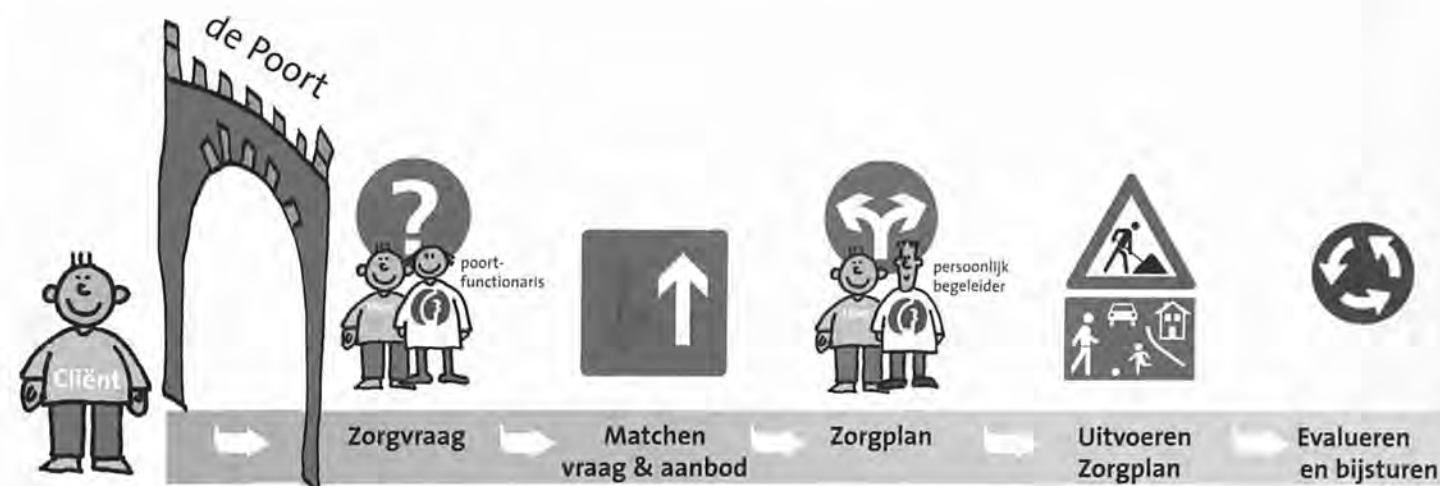 de Poort
Cliënt
?
poort-
functionaris
persoonlijk
begeleider
Zorgvraag
Matchen
vraag & aanbod
Zorgplan
Uitvoeren
Zorgplan
Evalueren
en bijsturen